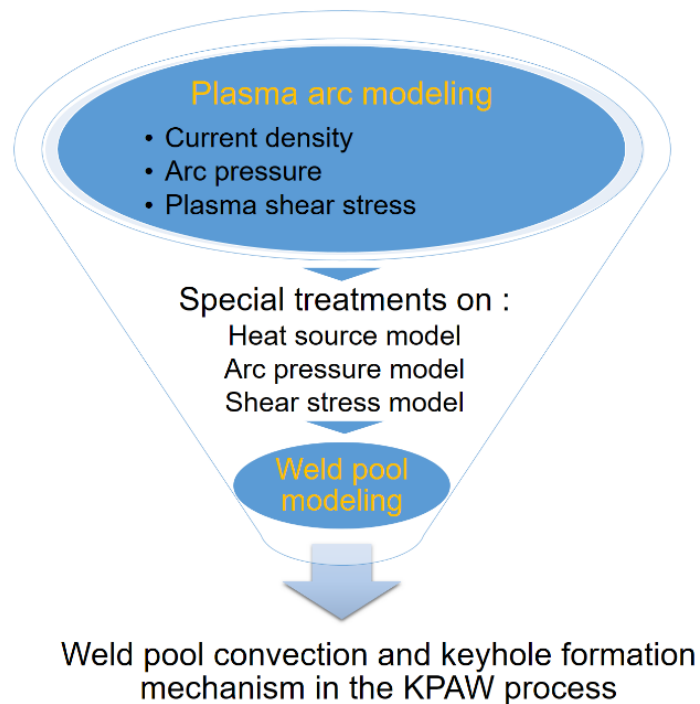 Plasma arc modeling
• Current density
• Arc pressure
• Plasma shear stress
Special treatments on :
Heat source model
Arc pressure model
Shear stress model
Weld pool
modeling
Weld pool convection and keyhole formation
mechanism in the KPAW process